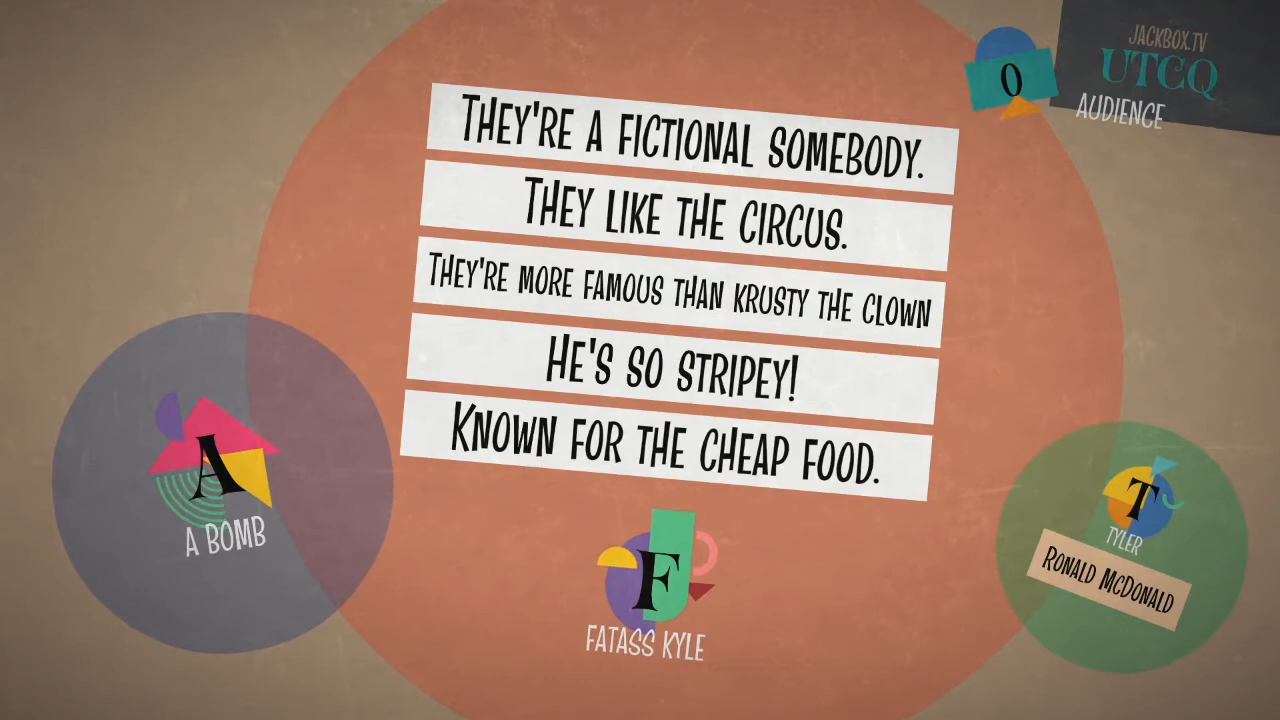 JACKBOX.TV
UTCQ
0
AUDIENCE
THEY'RE A FICTIONAL SOMEBODY.
THEY LIKE THE CIRCUS.
THEY'RE MORE FAMOUS THAN KRUSTY THE CLOWN
HE'S SO STRIPEY!
KNOWN FOR THE CHEAP FOOD.
A
A BOMB
F
FATASS KYLE
T
TYLER
RONALD MCDONALD